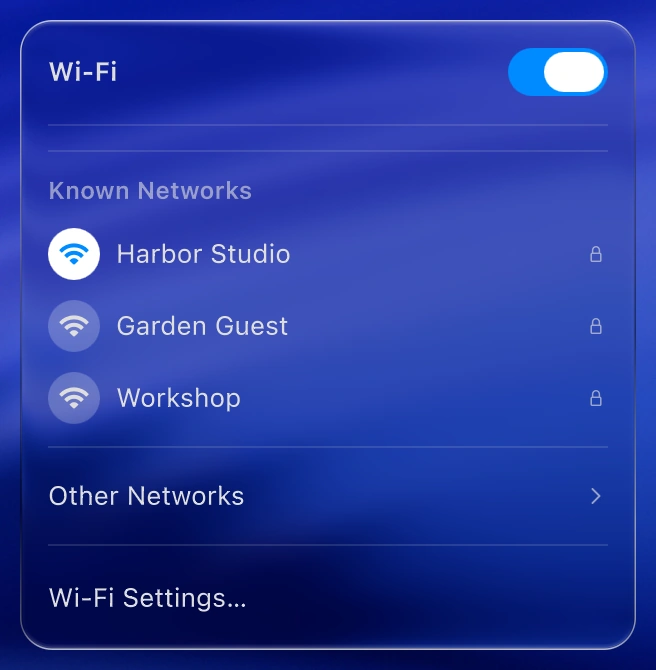 Wi-Fi
Known Networks
Harbor Studio
Garden Guest
Workshop
Other Networks
Wi-Fi Settings...